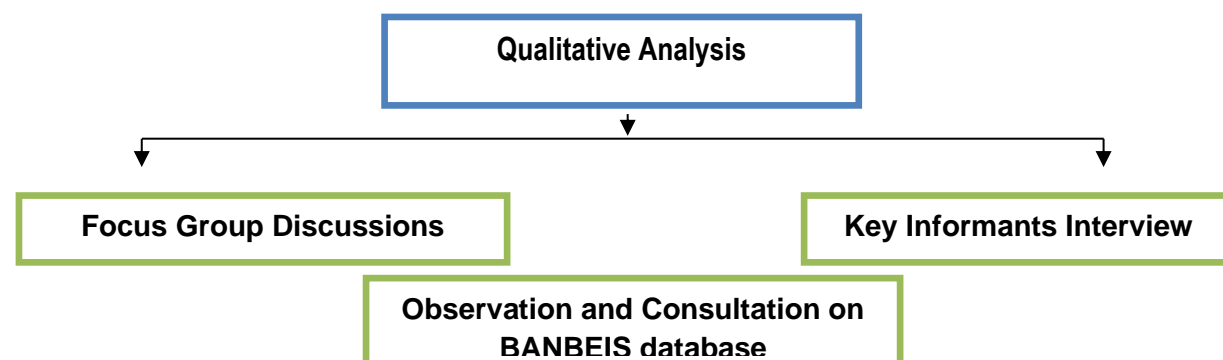 Qualitative Analysis
Focus Group Discussions
Key Informants Interview
Observation and Consultation on
BANBEIS database